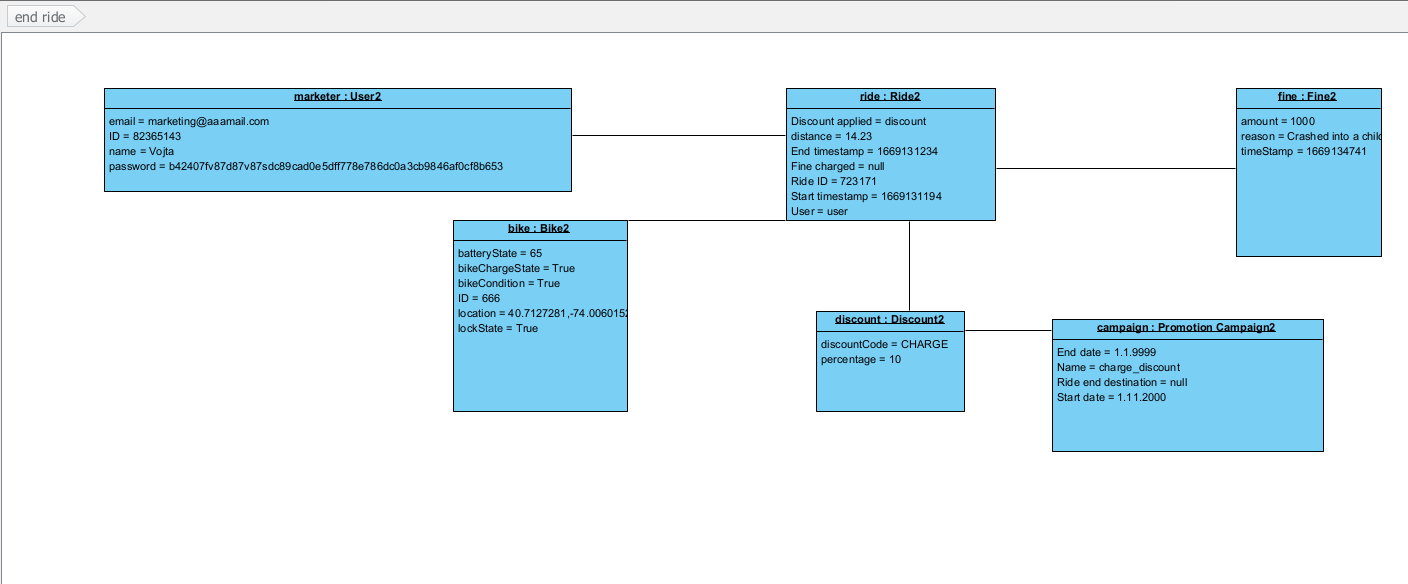 end ride
marketer : User2
email = marketing@aaamail.com
ID = 82365143
name = Vojta
password = b42407fv87d87v87sdc89cad0e5dff778e786dc0a3cb9846af0cf8b653
ride : Ride2
Discount applied = discount
distance = 14.23
End timestamp = 1669131234
Fine charged = null
Ride ID = 723171
Start timestamp = 1669131194
User = user
fine : Fine2
amount = 1000
reason = Crashed into a chil
timeStamp = 1669134741
bike : Bike2
batteryState = 65
bikeChargeState = True
bikeCondition = True
ID = 666
location = 40.7127281,-74.0060152
lockState = True
discount : Discount2
discountCode = CHARGE
percentage = 10
campaign : Promotion Campaign2
End date = 1.1.9999
Name = charge_discount
Ride end destination = null
Start date = 1.11.2000